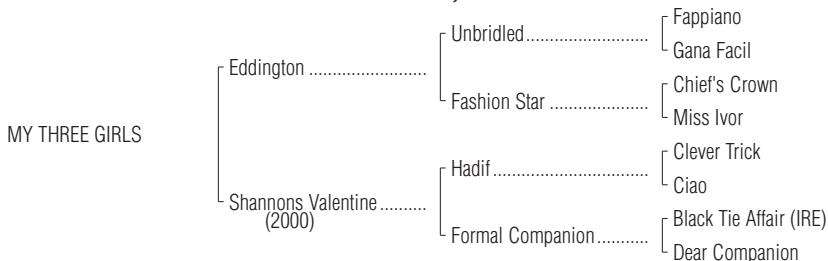 Fappiano
Unbridled..............................
Gana Facil
Eddington .............................
Chief's Crown
Fashion Star ........................
Miss Ivor
MY THREE GIRLS
Clever Trick
Hadif......................................
Ciao
Shannons Valentine...........
(2000)
Black Tie Affair (IRE)
Formal Companion............
Dear Companion